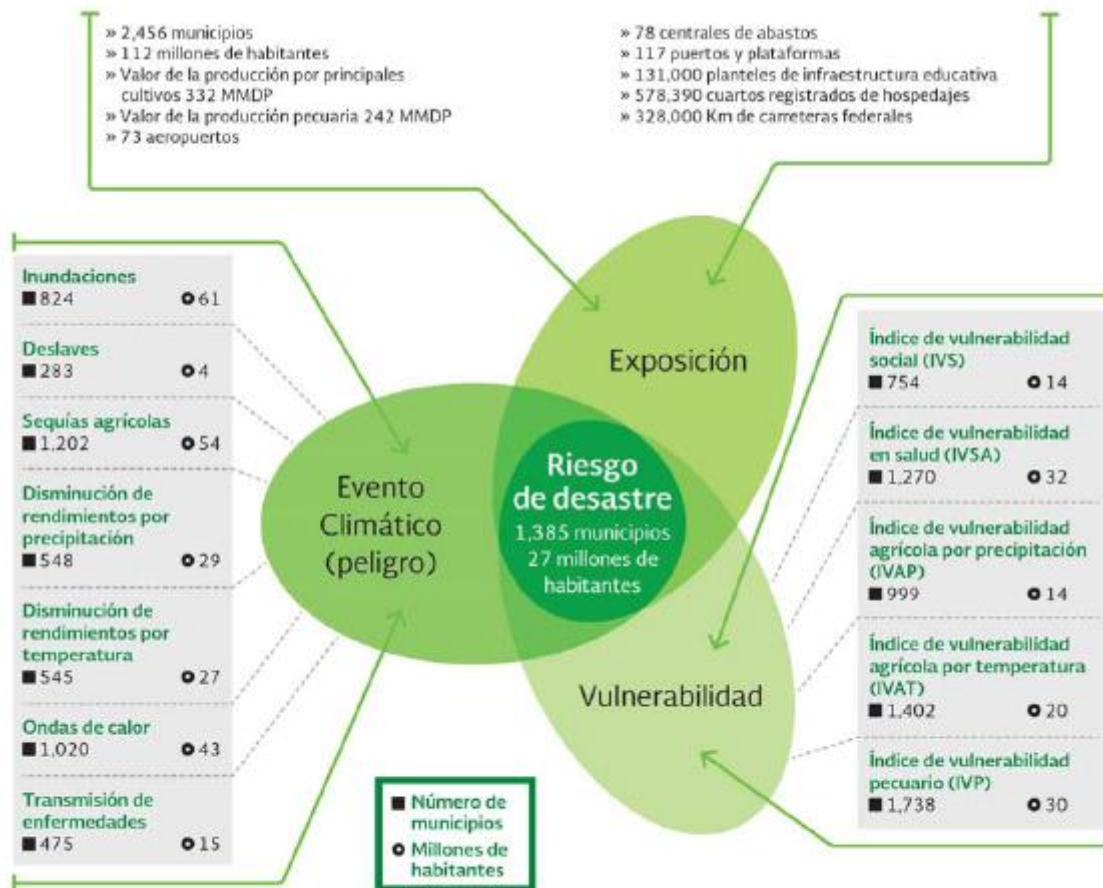 » 2,456 municipios
» 112 millones de habitantes
» Valor de la producción por principales
cultivos 332 MMDP
» Valor de la producción pecuaria 242 MMDP
» 73 aeropuertos
» 78 centrales de abastos
» 117 puertos y plataformas
» 131,000 planteles de infraestructura educativa
» 578,390 cuartos registrados de hospedajes
» 328,000 Km de carreteras federales
Inundaciones
824 61
Deslaves
283 4
Sequías agrícolas
1,202 54
Disminución de
rendimientos por
precipitación
548 29
Disminución de
rendimientos por
temperatura
545 27
Ondas de calor
1,020 43
Transmisión de
enfermedades
475 15
Exposición
Evento
Climático
(peligro)
Riesgo
de desastre
1,385 municipios
27 millones de
habitantes
Vulnerabilidad
Índice de vulnerabilidad
social (IVS)
754 14
Índice de vulnerabilidad
en salud (IVSA)
1,270 32
Índice de vulnerabilidad
agrícola por precipitación
(IVAP)
999 14
Índice de vulnerabilidad
agrícola por temperatura
(IVAT)
1,402 20
Índice de vulnerabilidad
pecuario (IVP)
1,738 30
Número de
municipios
Millones de
habitantes